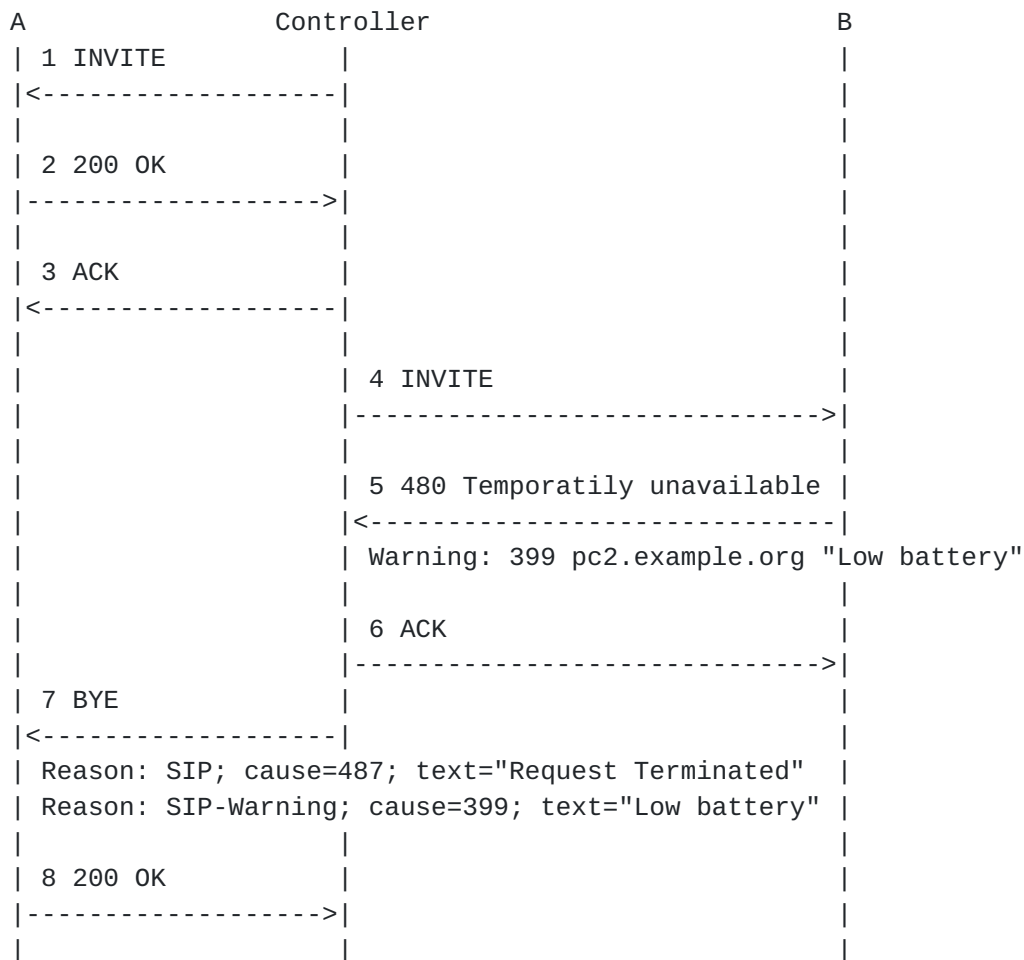 A Controller B
1 INVITE
2 200 OK
3 ACK
4 INVITE
5 480 Temporatily unavailable
Warning: 399 pc2.example.org "Low battery"
6 ACK
7 BYE
Reason: SIP; cause=487; text="Request Terminated"
Reason: SIP-Warning; cause=399; text="Low battery"
8 200 OK